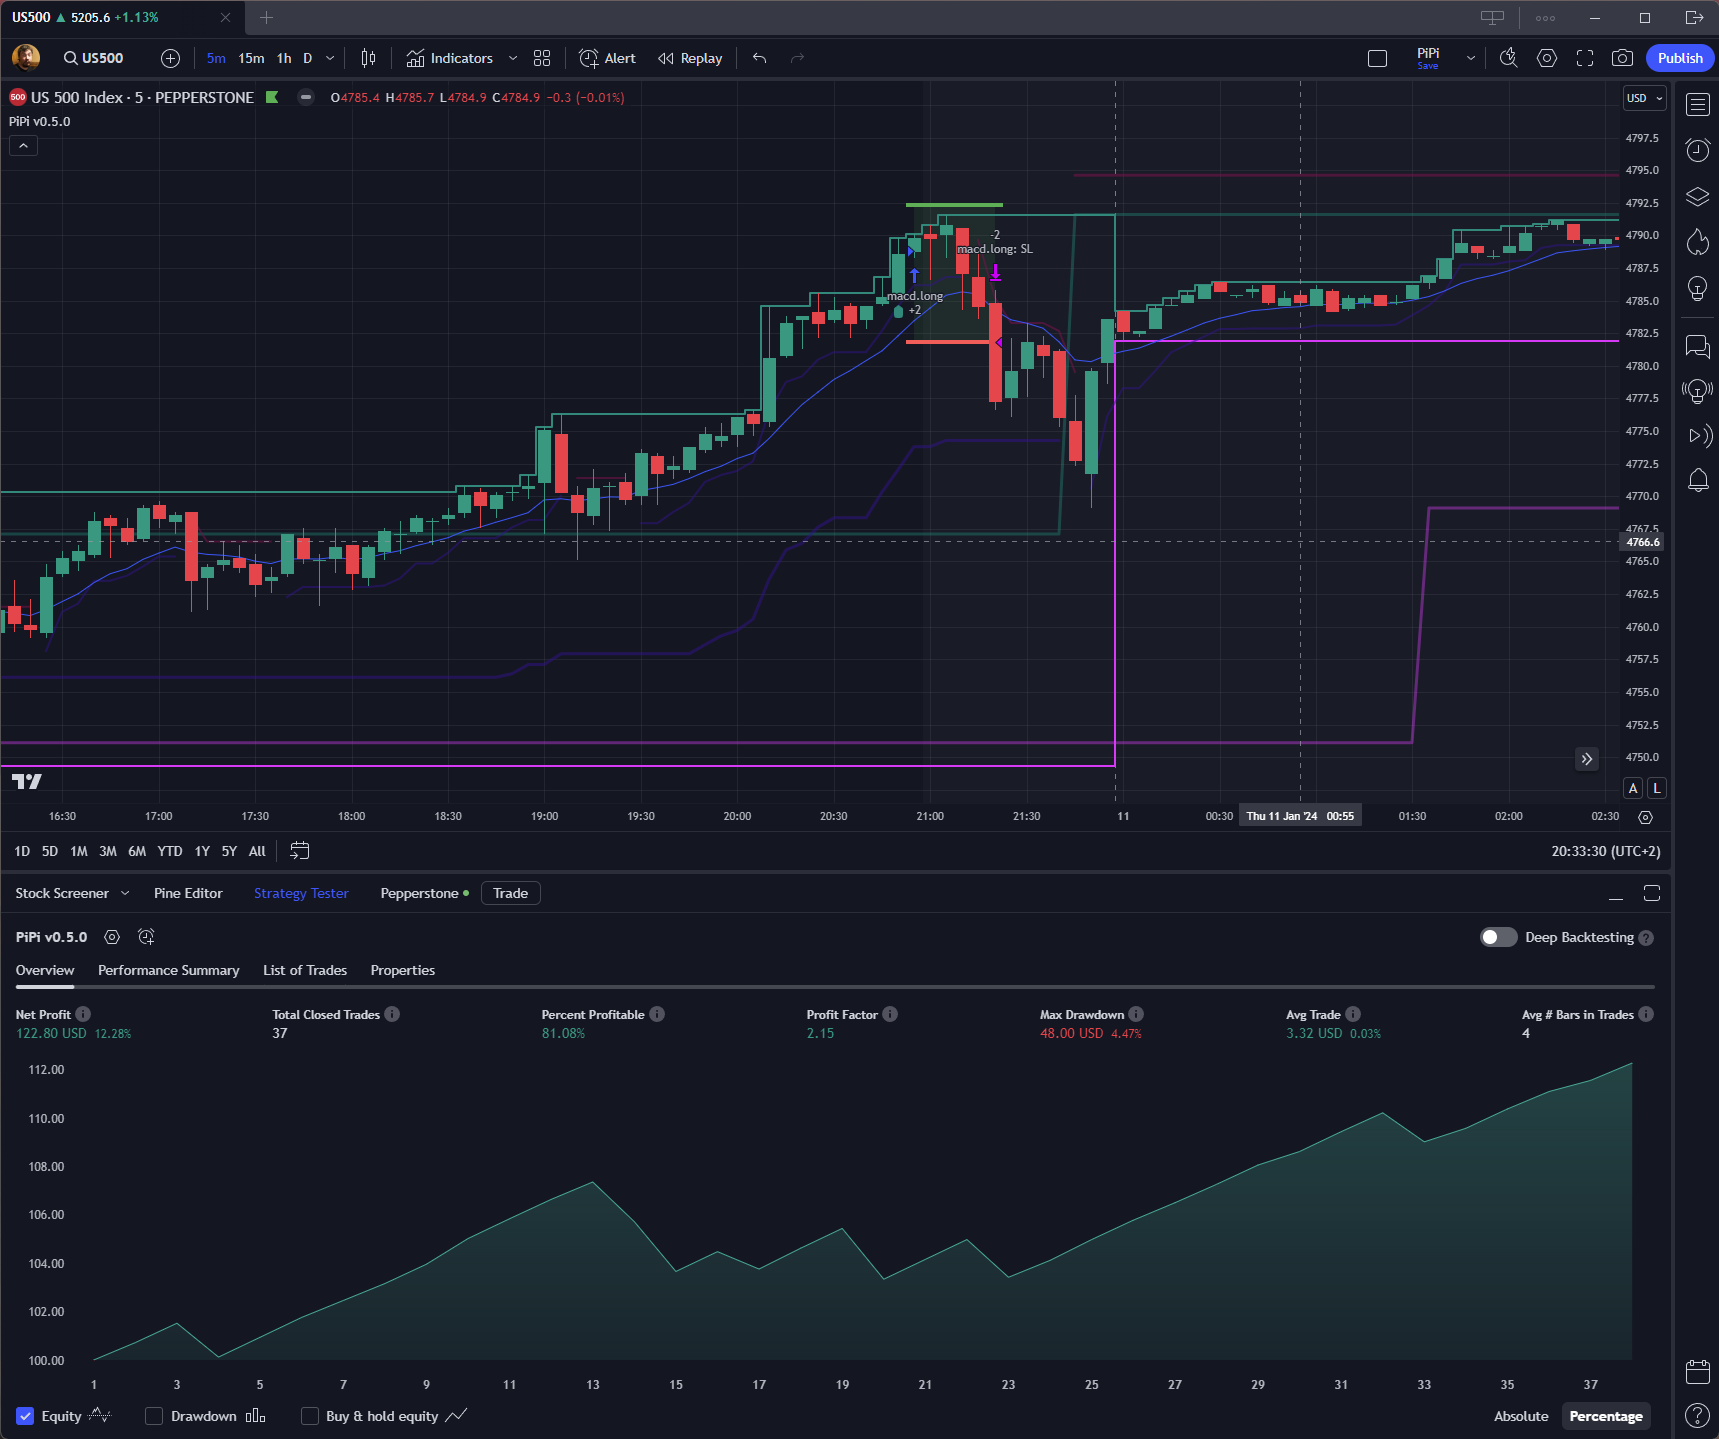 US500 ▲ 5205.6 +1.13%
US500 5m 15m 1h D Indicators Alert Replay PiPi Save Publish
500 US 500 Index · 5 · PEPPERSTONE O4785.4 H4785.7 L4784.9 C4784.9 −0.3 (−0.01%) USD
PiPi v0.5.0
4797.5
4795.0
4792.5
4790.0
4787.5
4785.0
4782.5
4780.0
4777.5
4775.0
4772.5
4770.0
4767.5
4766.6
4765.0
4762.5
4760.0
4757.5
4755.0
4752.5
4750.0
-2
macd.long: SL
macd.long
+2
A L
16:30 17:00 17:30 18:00 18:30 19:00 19:30 20:00 20:30 21:00 21:30 11 00:30 Thu 11 Jan '24 00:55 01:30 02:00 02:30
1D 5D 1M 3M 6M YTD 1Y 5Y All 20:33:30 (UTC+2)
Stock Screener Pine Editor Strategy Tester Pepperstone Trade
PiPi v0.5.0 Deep Backtesting ?
Overview Performance Summary List of Trades Properties
Net Profit Total Closed Trades Percent Profitable Profit Factor Max Drawdown Avg Trade Avg # Bars in Trades
122.80 USD 12.28% 37 81.08% 2.15 48.00 USD 4.47% 3.32 USD 0.03% 4
112.00
110.00
108.00
106.00
104.00
102.00
100.00
1 3 5 7 9 11 13 15 17 19 21 23 25 27 29 31 33 35 37
Equity Drawdown Buy & hold equity Absolute Percentage